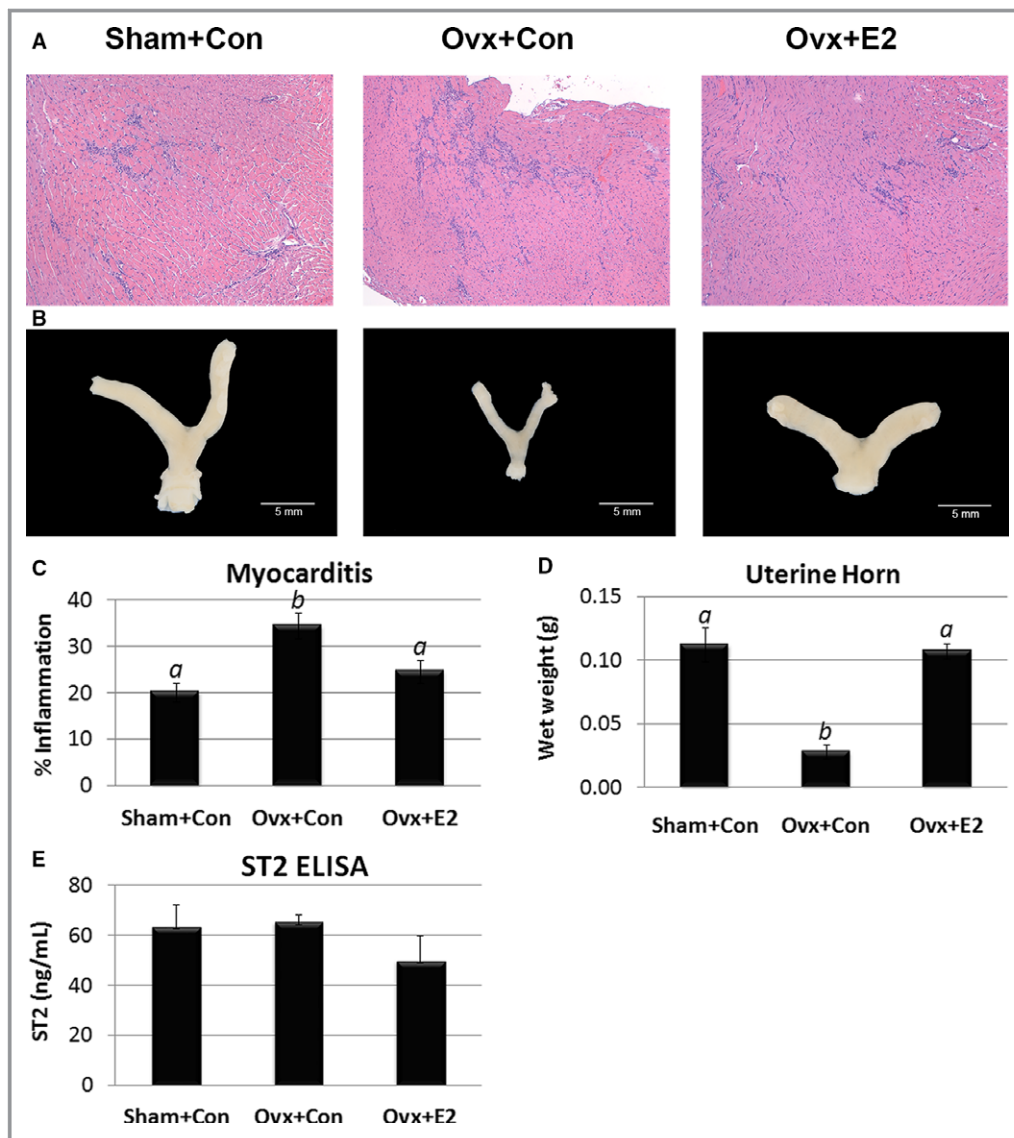 A
Sham+Con Ovx+Con Ovx+E2
B
5 mm 5 mm 5 mm
C
Myocarditis
% Inflammation
40
30
20
10
0
a b a
Sham+Con Ovx+Con Ovx+E2
D
Uterine Horn
Wet weight (g)
0.15
0.10
0.05
0.00
a b a
Sham+Con Ovx+Con Ovx+E2
E
ST2 ELISA
ST2 (ng/mL)
80
60
40
20
0
Sham+Con Ovx+Con Ovx+E2